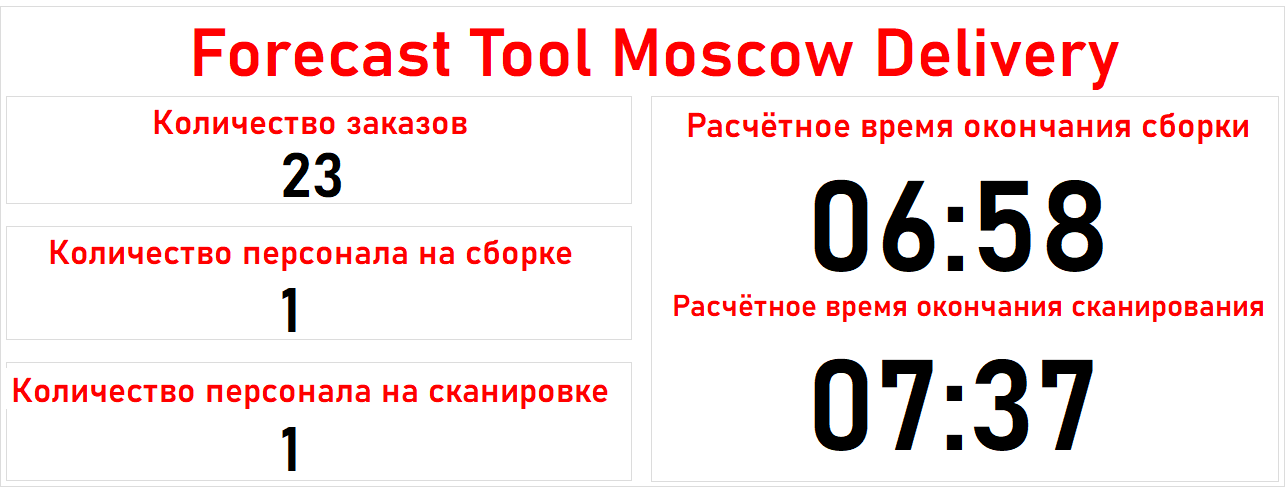 Forecast Tool Moscow Delivery
Количество заказов
23
Количество персонала на сборке
1
Количество персонала на сканировке
1
Расчётное время окончания сборки
06:58
Расчётное время окончания сканирования
07:37